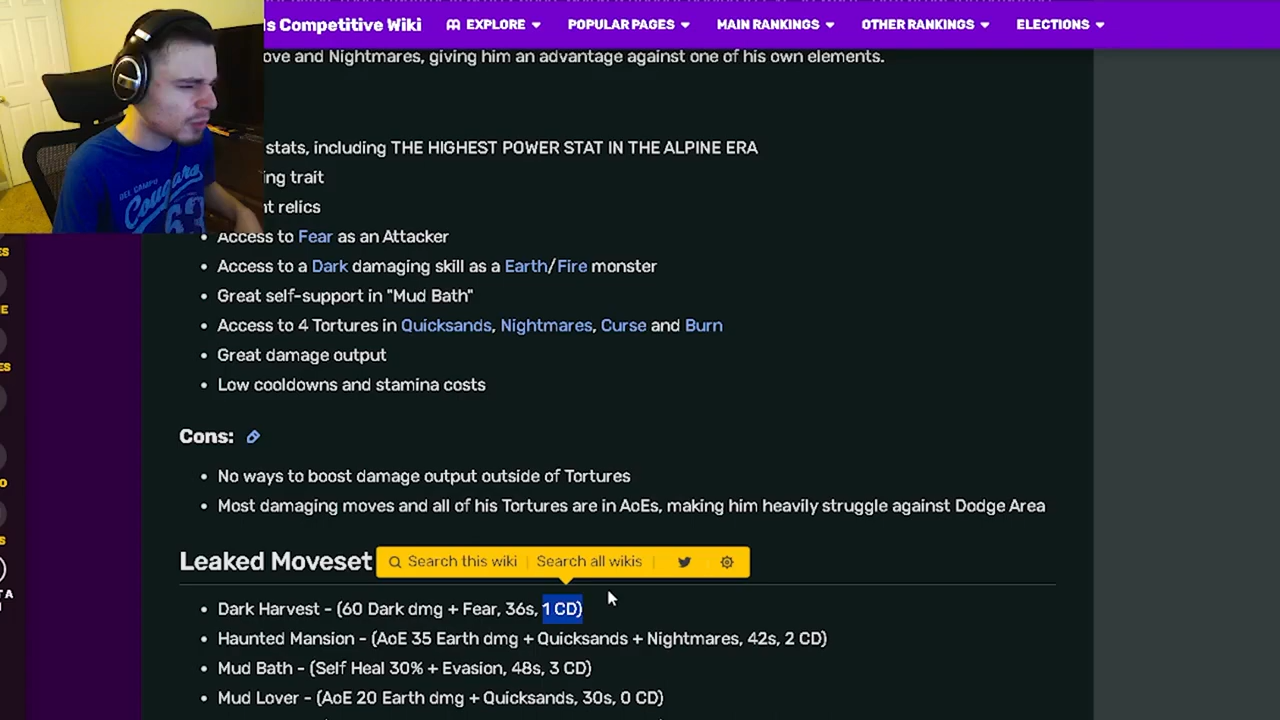 s Competitive Wiki EXPLORE POPULAR PAGES MAIN RANKINGS OTHER RANKINGS ELECTIONS
ove and Nightmares, giving him an advantage against one of his own elements.
stats, including THE HIGHEST POWER STAT IN THE ALPINE ERA
ing trait
nt relics
Access to Fear as an Attacker
Access to a Dark damaging skill as a Earth/Fire monster
Great self-support in "Mud Bath"
Access to 4 Tortures in Quicksands, Nightmares, Curse and Burn
Great damage output
Low cooldowns and stamina costs
Cons:
No ways to boost damage output outside of Tortures
Most damaging moves and all of his Tortures are in AoEs, making him heavily struggle against Dodge Area
Leaked Moveset Search this wiki Search all wikis
Dark Harvest - (60 Dark dmg + Fear, 36s, 1 CD)
Haunted Mansion - (AoE 35 Earth dmg + Quicksands + Nightmares, 42s, 2 CD)
Mud Bath - (Self Heal 30% + Evasion, 48s, 3 CD)
Mud Lover - (AoE 20 Earth dmg + Quicksands, 30s, 0 CD)
DEL CAMPO
Cougars
63